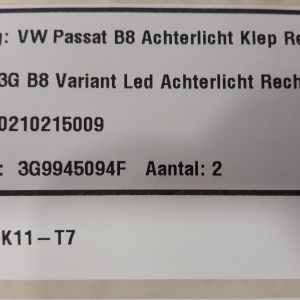 g: VW Passat B8 Achterlicht Klep Re
3G B8 Variant Led Achterlicht Rech
0210215009
: 3G9945094F Aantal: 2
K11-T7